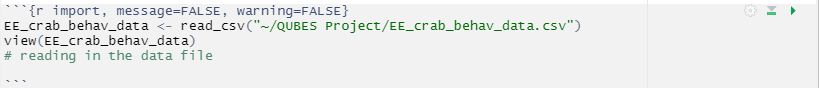 ```{r import, message=FALSE, warning=FALSE}
EE_crab_behav_data <- read_csv("~/QUBES Project/EE_crab_behav_data.csv")
view(EE_crab_behav_data)
# reading in the data file
```